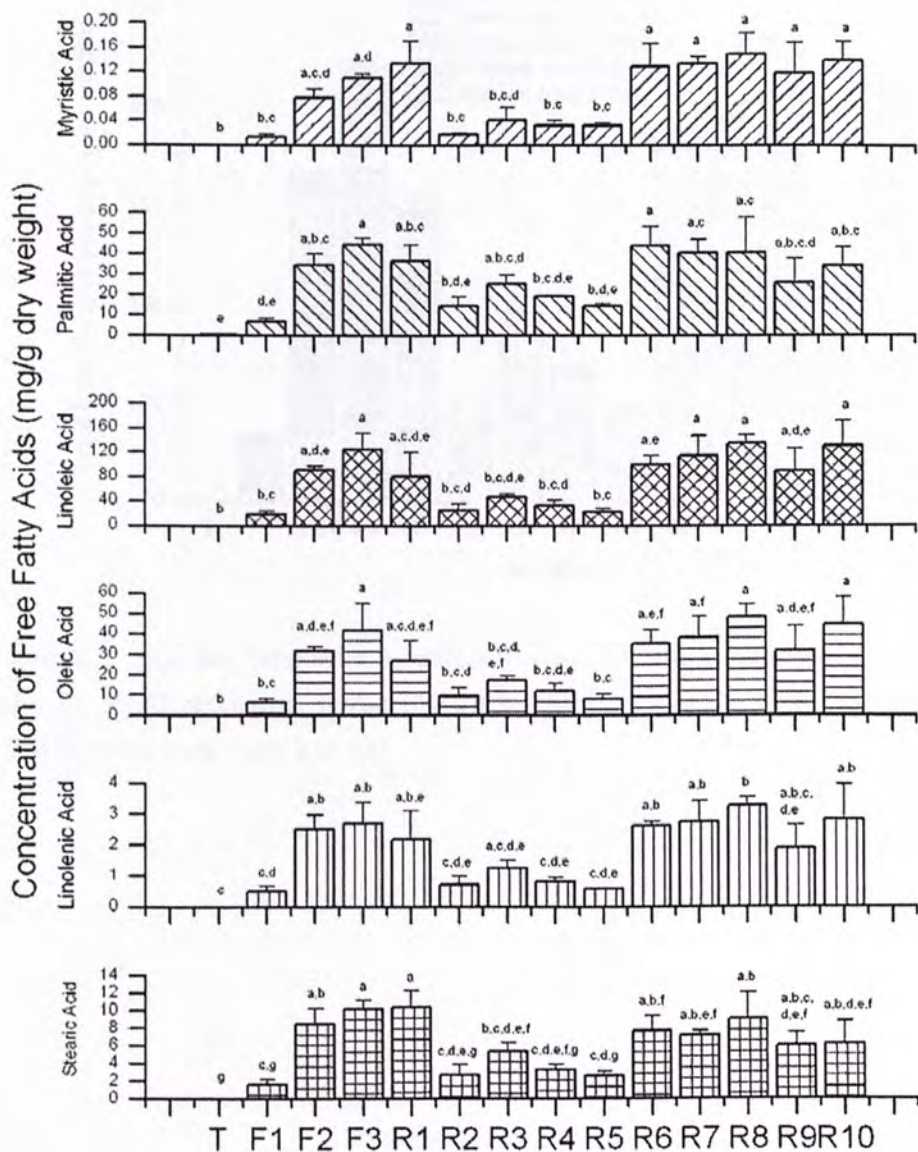 Concentration of Free Fatty Acids (mg/g dry weight)
Myrristic Acid
0.20
0.16
0.12
0.08
0.04
0.00
b
b,c
a,c,d
a,d
a
b,c
b,c,d
b,c
b,c
a
a
a
a
a
Palmitic Acid
60
50
40
30
20
10
0
e
d,e
a,b,c
a
a,b,c
b,d,e
a,b,c,d
b,c,d,e
b,d,e
a
a,c
a,c
a,b,c,d
a,b,c
Linoleic Acid
200
160
120
80
40
0
b
b,c
a,d,e
a
a,c,d,e
b,c,d
b,c,d,e
b,c,d
b,c
a,e
a
a
a,d,e
a
Oleic Acid
60
50
40
30
20
10
0
b
b,c
a,d,e,f
a
a,c,d,e,f
b,c,d
b,c,d,
e,f
b,c,d,e
b,c
a,e,f
a,f
a
a,d,e,f
a
Linolenic Acid
4
3
2
1
0
c
c,d
a,b
a,b
a,b,e
c,d,e
a,c,d,e
c,d,e
c,d,e
a,b
a,b
b
a,b,c,
d,e
a,b
Stearic Acid
14
12
10
8
6
4
2
0
g
c,g
a,b
a
a
c,d,e,g
b,c,d,e,f
c,d,e,f,g
c,d,g
a,b,f
a,b,e,f
a,b
a,b,c,
d,e,f
a,b,d,e,f
T F1 F2 F3 R1 R2 R3 R4 R5 R6 R7 R8 R9 R10